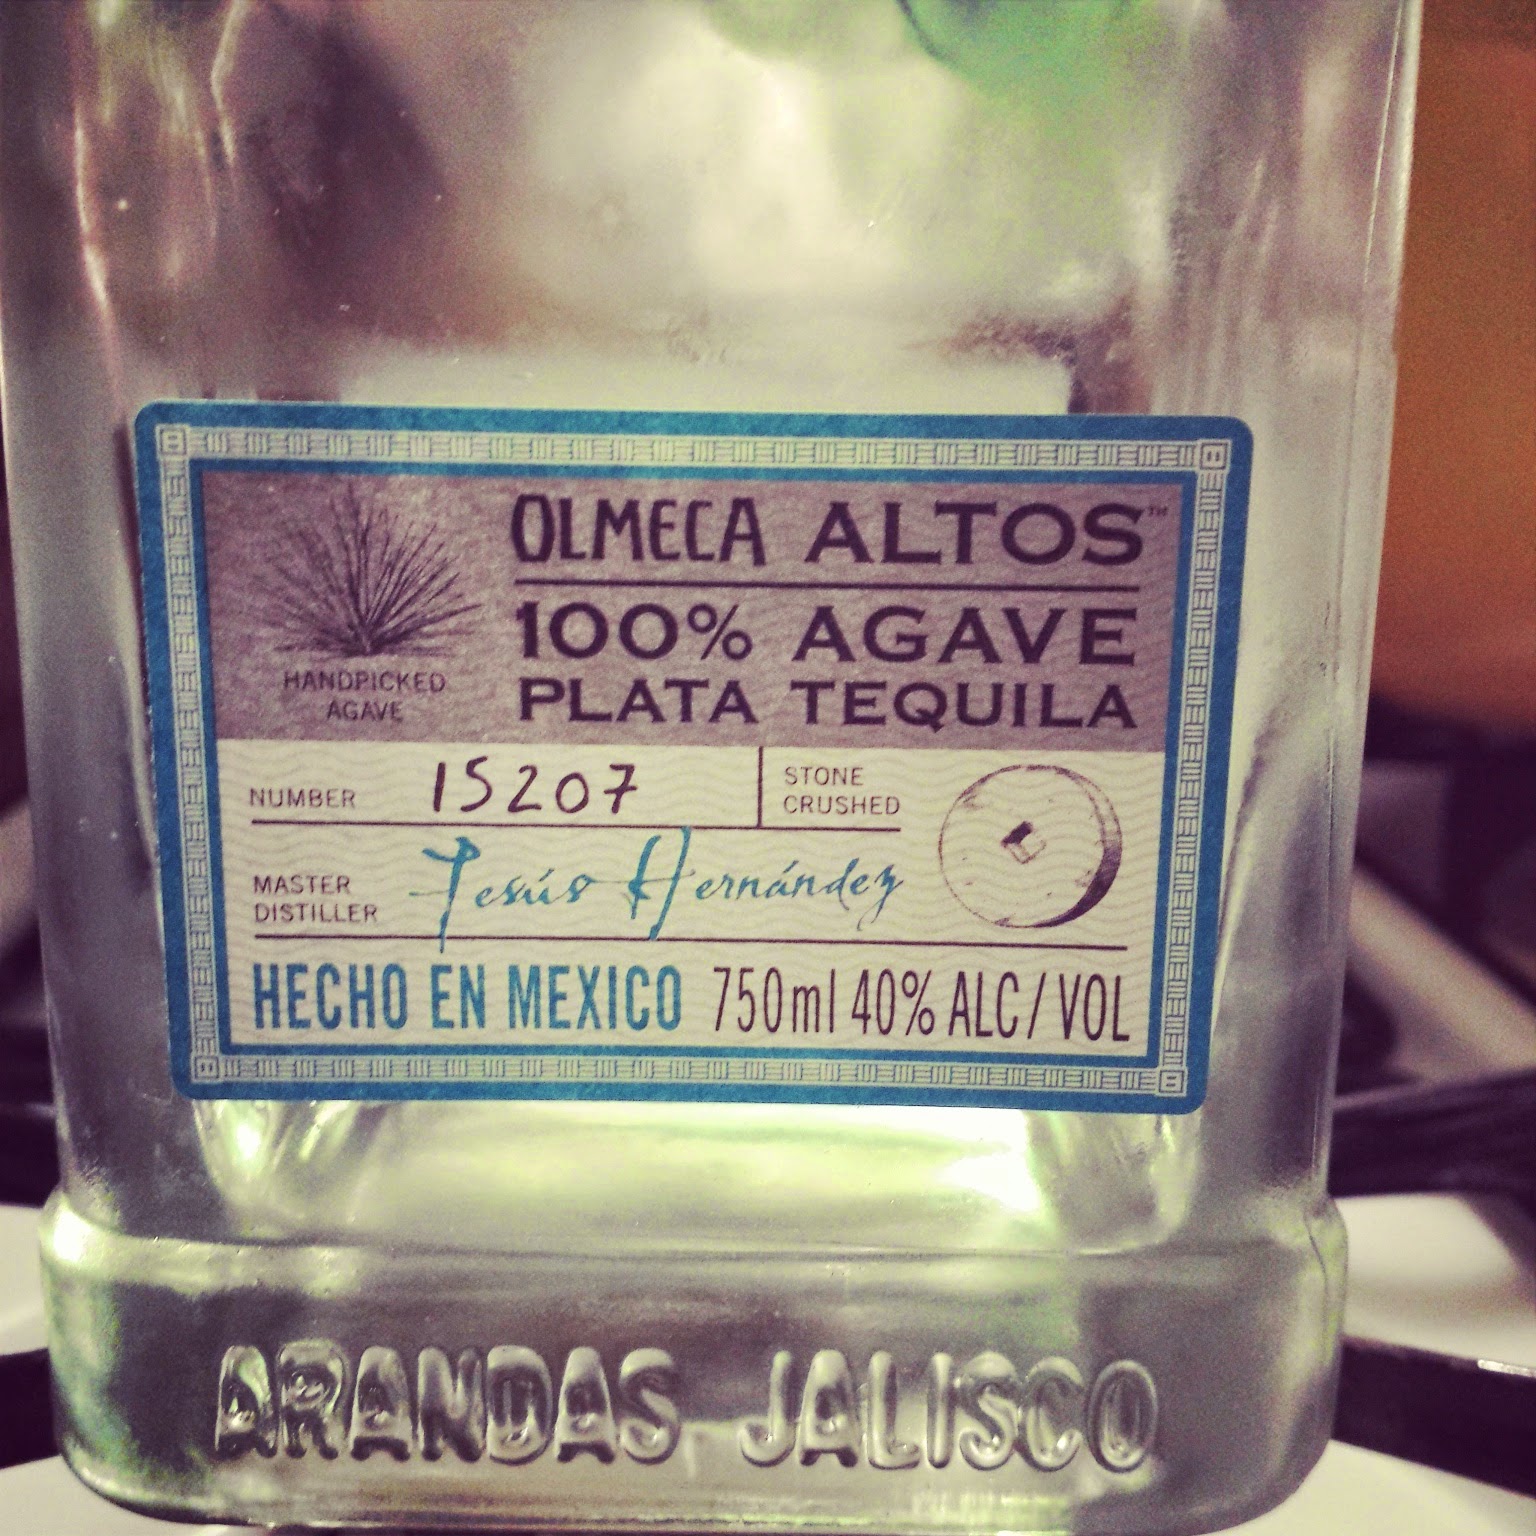 OLMECA ALTOS™
100% AGAVE
PLATA TEQUILA
HANDPICKED
AGAVE
NUMBER 15207
STONE
CRUSHED
MASTER
DISTILLER
Jesús Hernández
HECHO EN MEXICO 750ml 40% ALC/VOL
ARANDAS JALISCO